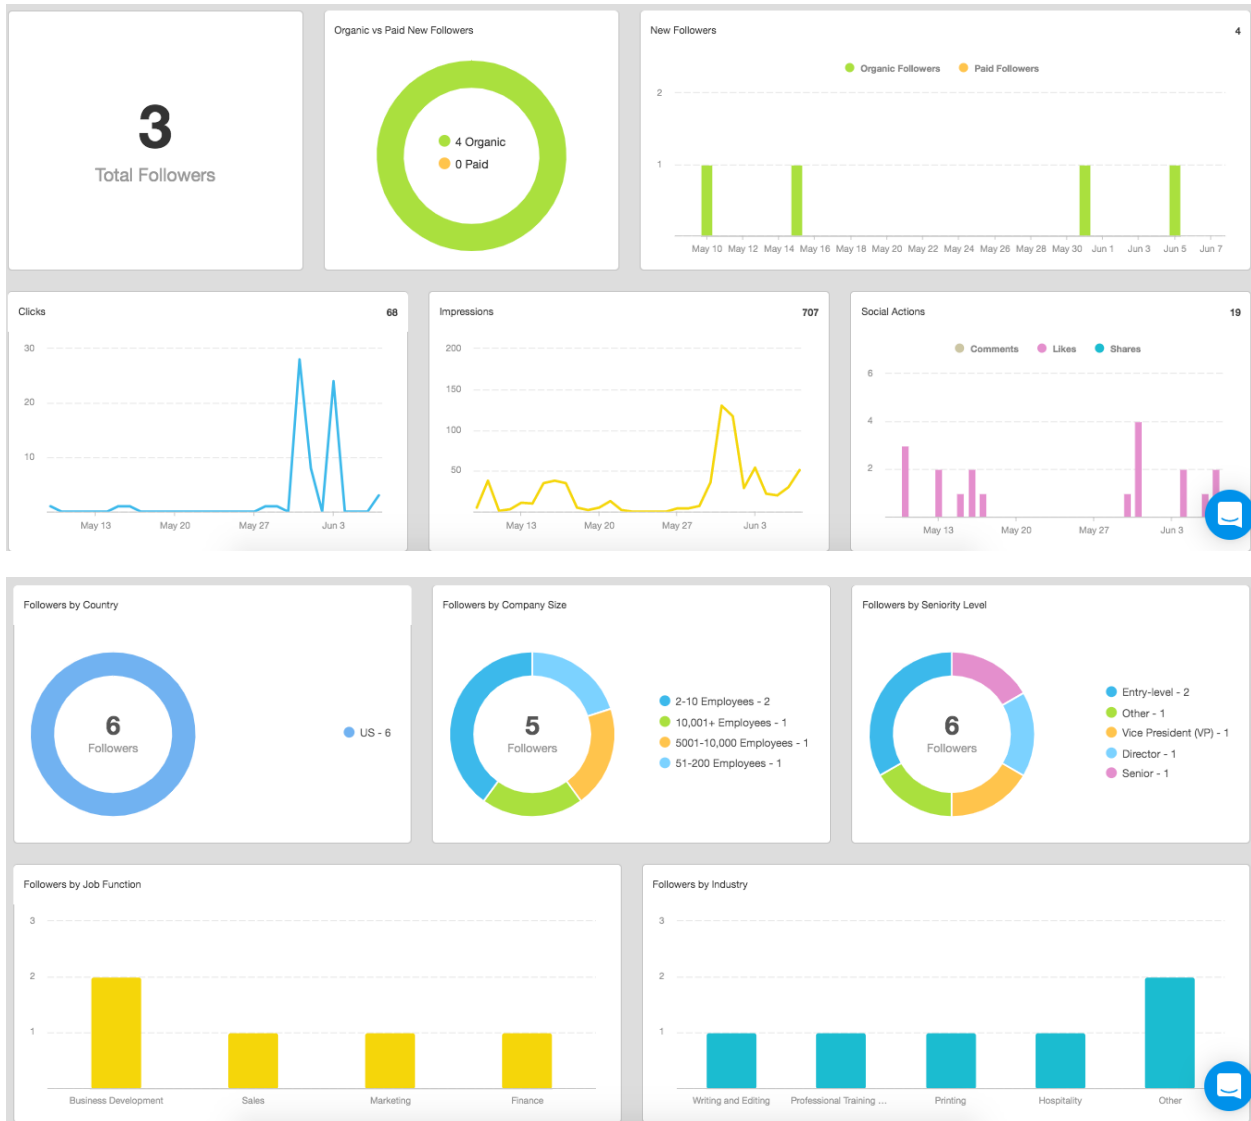 3
Total Followers
Organic vs Paid New Followers
4 Organic
0 Paid
New Followers
4
Organic Followers
Paid Followers
2
1
May 10 May 12 May 14 May 16 May 18 May 20 May 22 May 24 May 26 May 28 May 30 Jun 1 Jun 3 Jun 5 Jun 7
Clicks
68
30
20
10
May 13 May 20 May 27 Jun 3
Impressions
707
200
150
100
50
May 13 May 20 May 27 Jun 3
Social Actions
19
Comments Likes Shares
6
4
2
May 13 May 20 May 27 Jun 3
Followers by Country
6
Followers
US - 6
Followers by Company Size
5
Followers
2-10 Employees - 2
10,001+ Employees - 1
5001-10,000 Employees - 1
51-200 Employees - 1
Followers by Seniority Level
6
Followers
Entry-level - 2
Other - 1
Vice President (VP) - 1
Director - 1
Senior - 1
Followers by Job Function
3
2
1
Business Development Sales Marketing Finance
Followers by Industry
3
2
1
Writing and Editing Professional Training ... Printing Hospitality Other